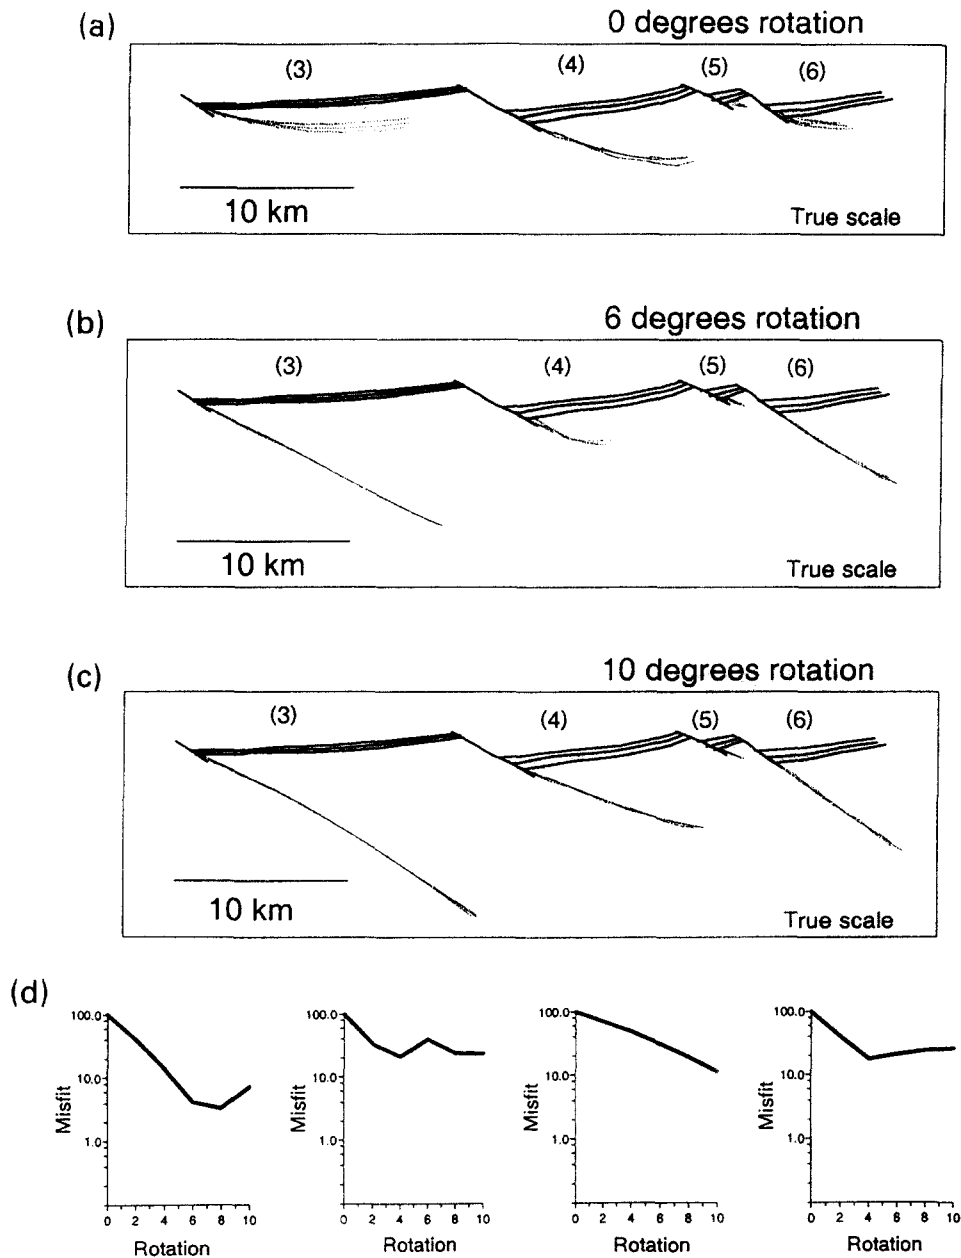 (a)
0 degrees rotation
(3) (4) (5) (6)
10 km
True scale
(b)
6 degrees rotation
(3) (4) (5) (6)
10 km
True scale
(c)
10 degrees rotation
(3) (4) (5) (6)
10 km
True scale
(d)
100.0 100.0 100.0 100.0
10.0 10.0 10.0 10.0
Misfit Misfit Misfit Misfit
1.0 1.0 1.0 1.0
0 2 4 6 8 10 0 2 4 6 8 10 0 2 4 6 8 10 0 2 4 6 8 10
Rotation Rotation Rotation Rotation